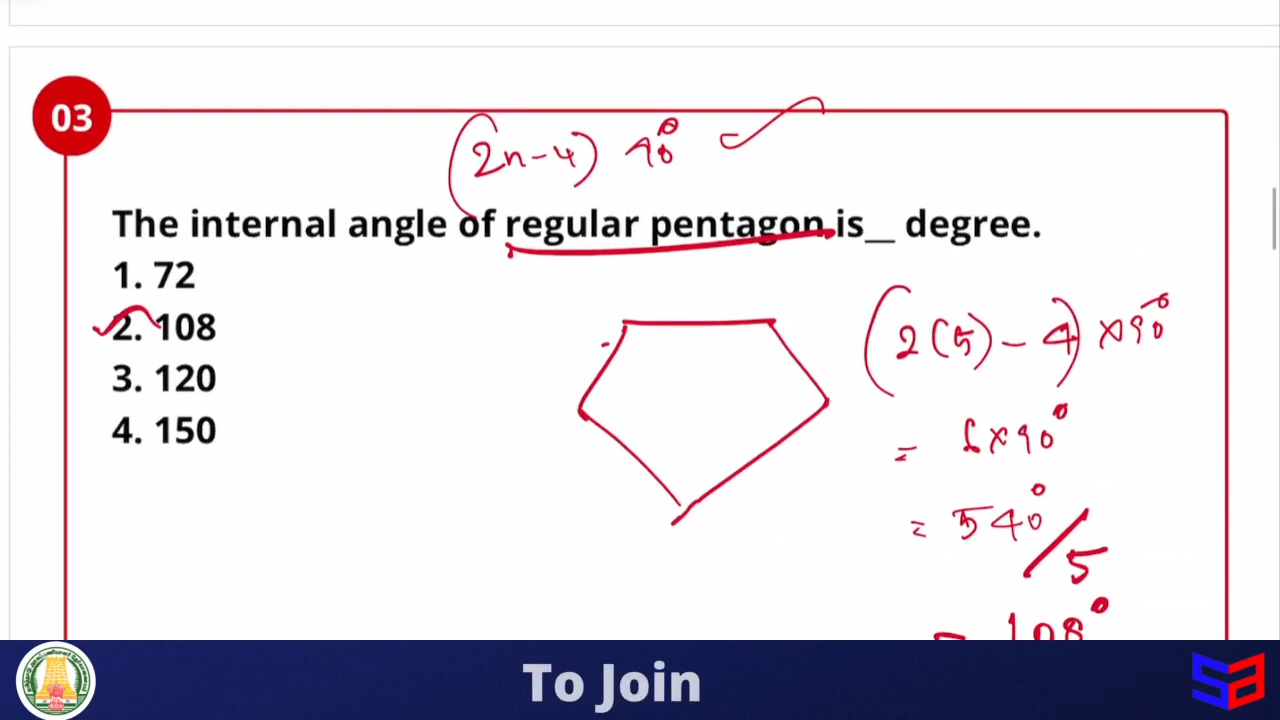 03
(2n-4) 90°
The internal angle of regular pentagon is__ degree.
1. 72
2. 108
3. 120
4. 150
(2(5)-4) ×90°
= 6×90°
= 540°/5
= 108°
To Join
SA